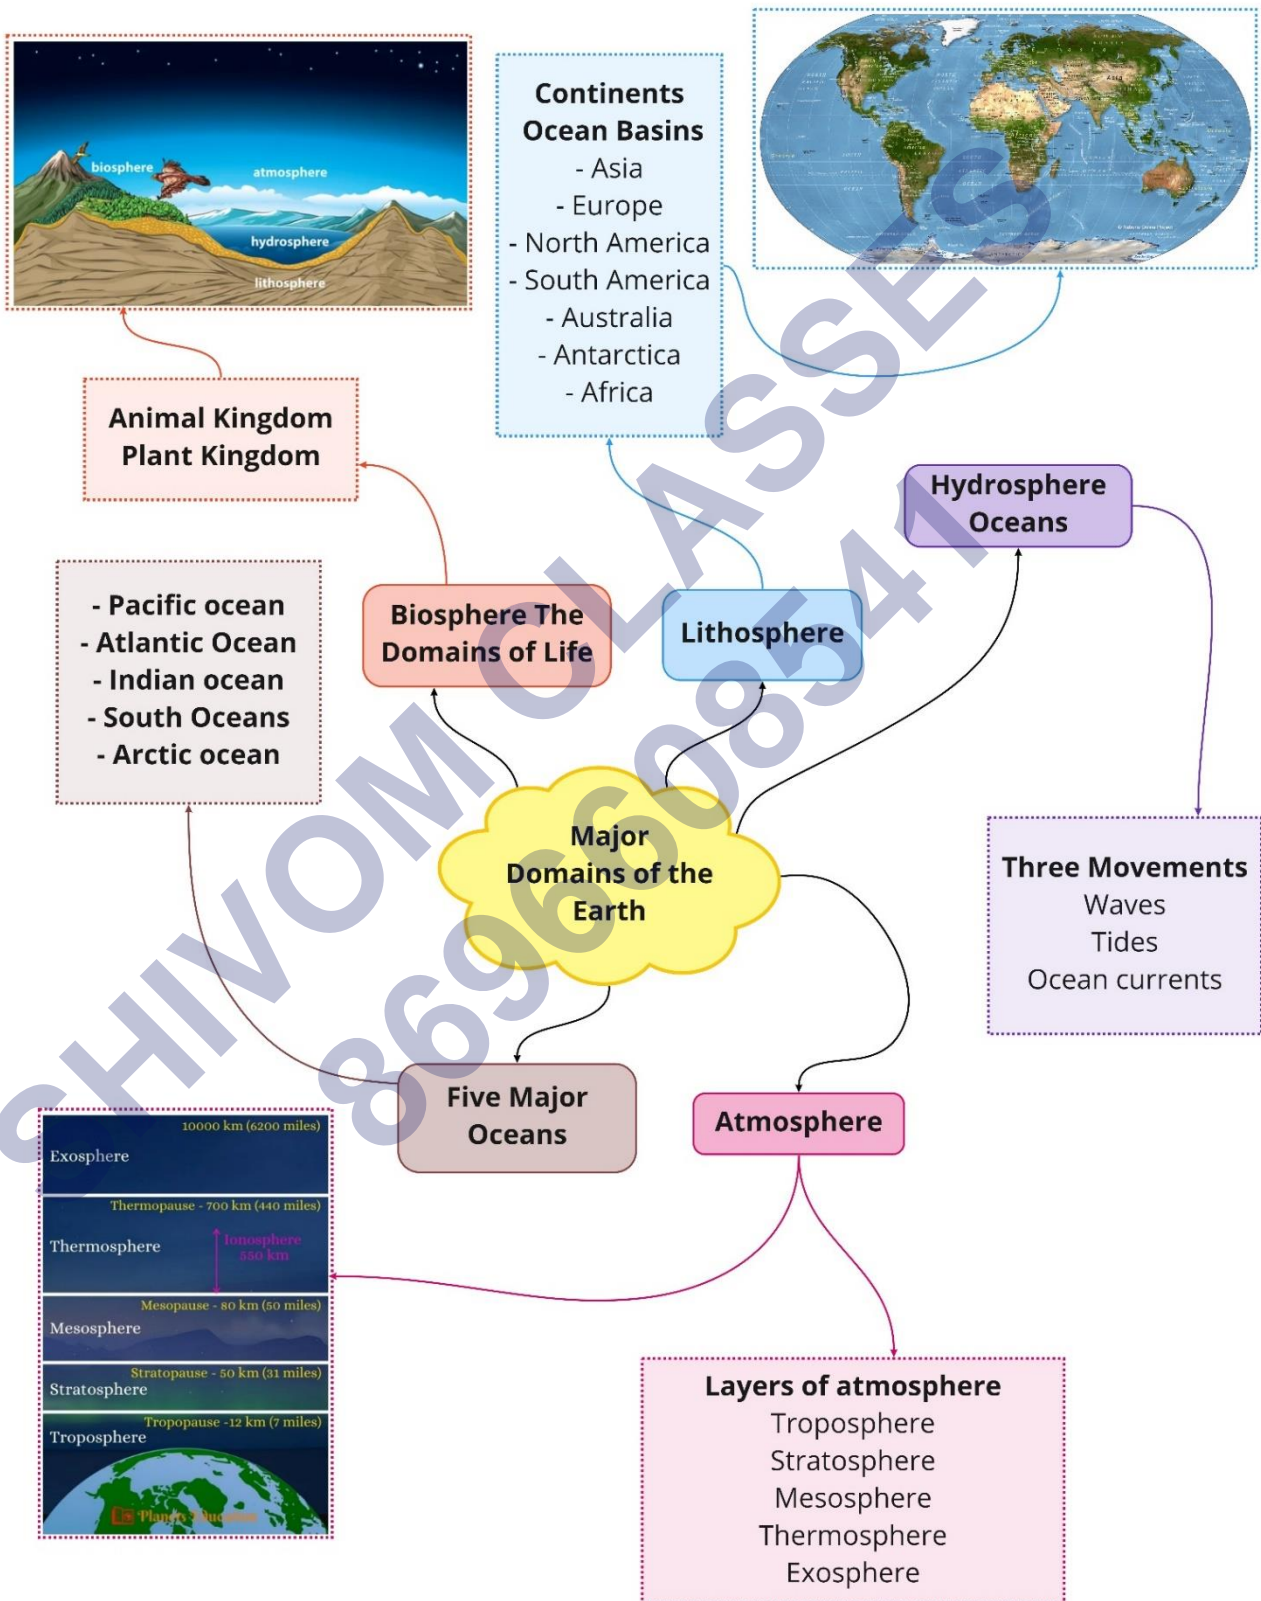 biosphere
atmosphere
hydrosphere
lithosphere
Continents
Ocean Basins
- Asia
- Europe
- North America
- South America
- Australia
- Antarctica
- Africa
Animal Kingdom
Plant Kingdom
Hydrosphere
Oceans
- Pacific ocean
- Atlantic Ocean
- Indian ocean
- South Oceans
- Arctic ocean
Biosphere The
Domains of Life
Lithosphere
Major
Domains of the
Earth
Three Movements
Waves
Tides
Ocean currents
Five Major
Oceans
Atmosphere
10000 km (6200 miles)
Exosphere
Thermopause - 700 km (440 miles)
Thermosphere
Ionosphere
550 km
Mesopause - 80 km (50 miles)
Mesosphere
Stratopause - 50 km (31 miles)
Stratosphere
Tropopause -12 km (7 miles)
Troposphere
Planets Education
Layers of atmosphere
Troposphere
Stratosphere
Mesosphere
Thermosphere
Exosphere
SHIVOM CLASSES
8696608541